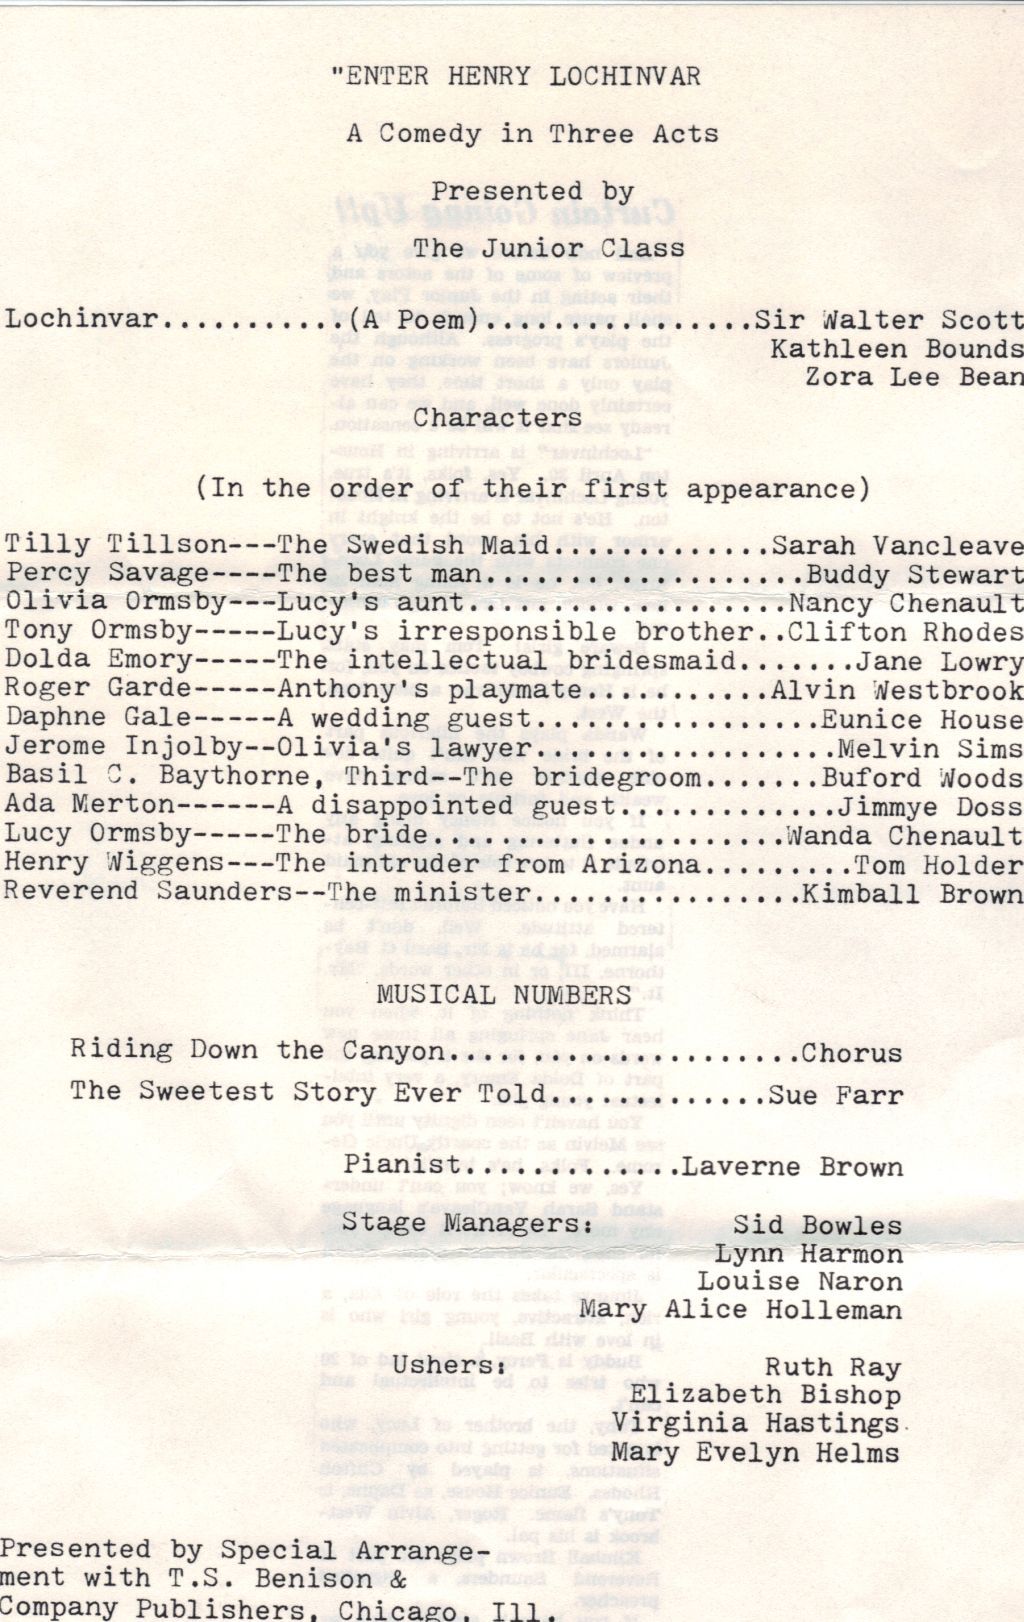 "ENTER HENRY LOCHINVAR
A Comedy in Three Acts
Presented by
The Junior Class
Lochinvar...........(A Poem)................Sir Walter Scott
Kathleen Bounds
Zora Lee Bean
Characters
(In the order of their first appearance)
Tilly Tillson---The Swedish Maid.............Sarah Vancleave
Percy Savage----The best man...................Buddy Stewart
Olivia Ormsby---Lucy's aunt...................Nancy Chenault
Tony Ormsby-----Lucy's irresponsible brother..Clifton Rhodes
Dolda Emory-----The intellectual bridesmaid.......Jane Lowry
Roger Garde-----Anthony's playmate...........Alvin Westbrook
Daphne Gale-----A wedding guest.................Eunice House
Jerome Injolby--Olivia's lawyer..................Melvin Sims
Basil C. Baythorne, Third--The bridegroom.......Buford Woods
Ada Merton------A disappointed guest.............Jimmye Doss
Lucy Ormsby-----The bride.....................Wanda Chenault
Henry Wiggens---The intruder from Arizona.........Tom Holder
Reverend Saunders--The minister................Kimball Brown
MUSICAL NUMBERS
Riding Down the Canyon.....................Chorus
The Sweetest Story Ever Told.............Sue Farr
Pianist.............Laverne Brown
Stage Managers: Sid Bowles
Lynn Harmon
Louise Naron
Mary Alice Holleman
Ushers: Ruth Ray
Elizabeth Bishop
Virginia Hastings
Mary Evelyn Helms
Presented by Special Arrange-
ment with T.S. Benison &
Company Publishers, Chicago, Ill.